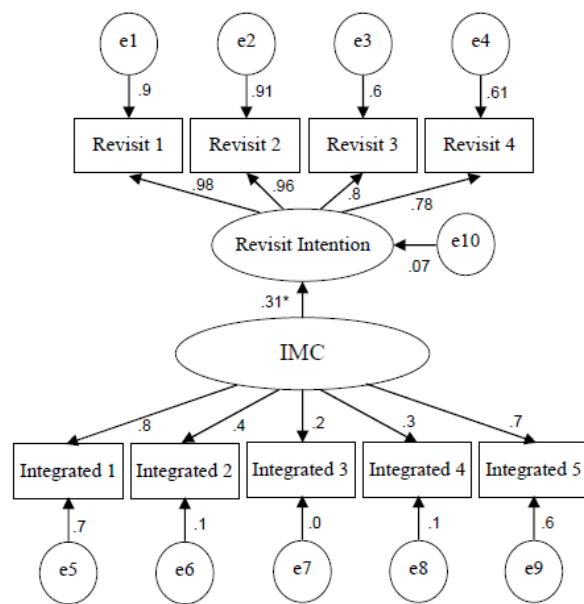 e1 e2 e3 e4
.9 .91 .6 .61
Revisit 1 Revisit 2 Revisit 3 Revisit 4
.98 .96 .8 .78
Revisit Intention e10
.07
.31*
IMC
.8 .4 .2 .3 .7
Integrated 1 Integrated 2 Integrated 3 Integrated 4 Integrated 5
.7 .1 .0 .1 .6
e5 e6 e7 e8 e9